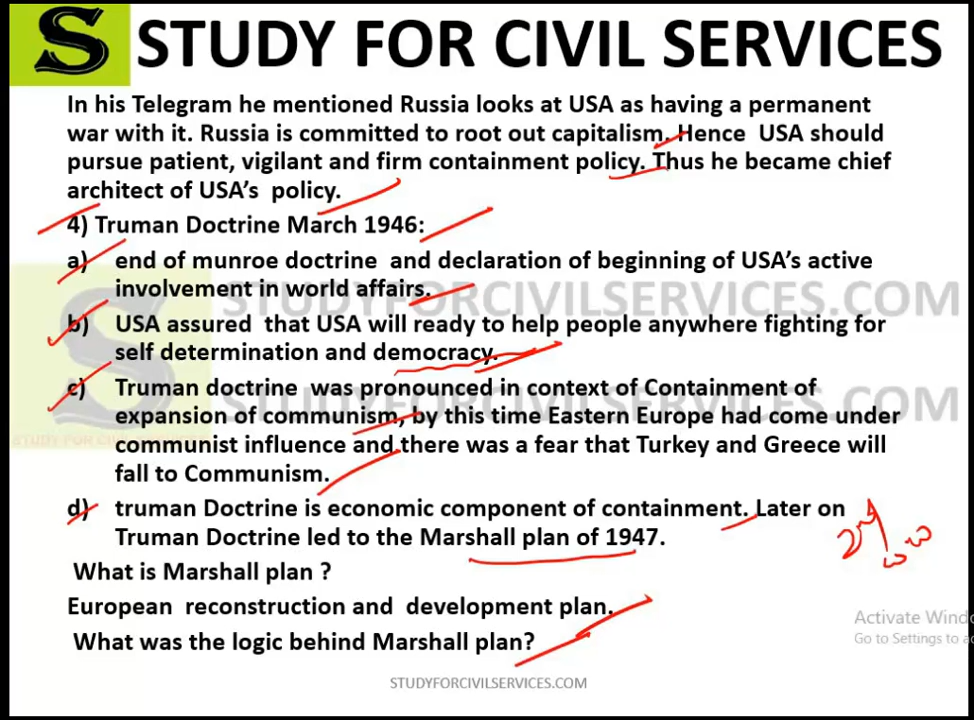 S STUDY FOR CIVIL SERVICES
In his Telegram he mentioned Russia looks at USA as having a permanent
war with it. Russia is committed to root out capitalism. Hence USA should
pursue patient, vigilant and firm containment policy. Thus he became chief
architect of USA's policy.
4) Truman Doctrine March 1946:
a) end of munroe doctrine and declaration of beginning of USA's active
involvement in world affairs.
STUDYFORCIVILSERVICES.COM
b) USA assured that USA will ready to help people anywhere fighting for
self determination and democracy.
c) Truman doctrine was pronounced in context of Containment of
expansion of communism, by this time Eastern Europe had come under
STUDYFORCIVILSERVICES.COM
STUDY FOR CIVIL SERVICES
communist influence and there was a fear that Turkey and Greece will
fall to Communism.
d) truman Doctrine is economic component of containment. Later on
Truman Doctrine led to the Marshall plan of 1947.
What is Marshall plan ?
European reconstruction and development plan.
What was the logic behind Marshall plan?
Activate Windo
Go to Settings to a
STUDYFORCIVILSERVICES.COM